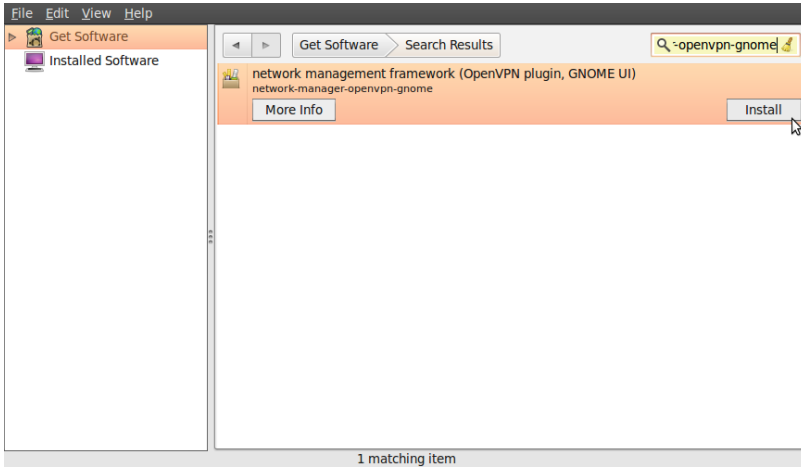 File Edit View Help
Get Software
Installed Software
Get Software Search Results
-openvpn-gnome
network management framework (OpenVPN plugin, GNOME UI)
network-manager-openvpn-gnome
More Info
Install
1 matching item